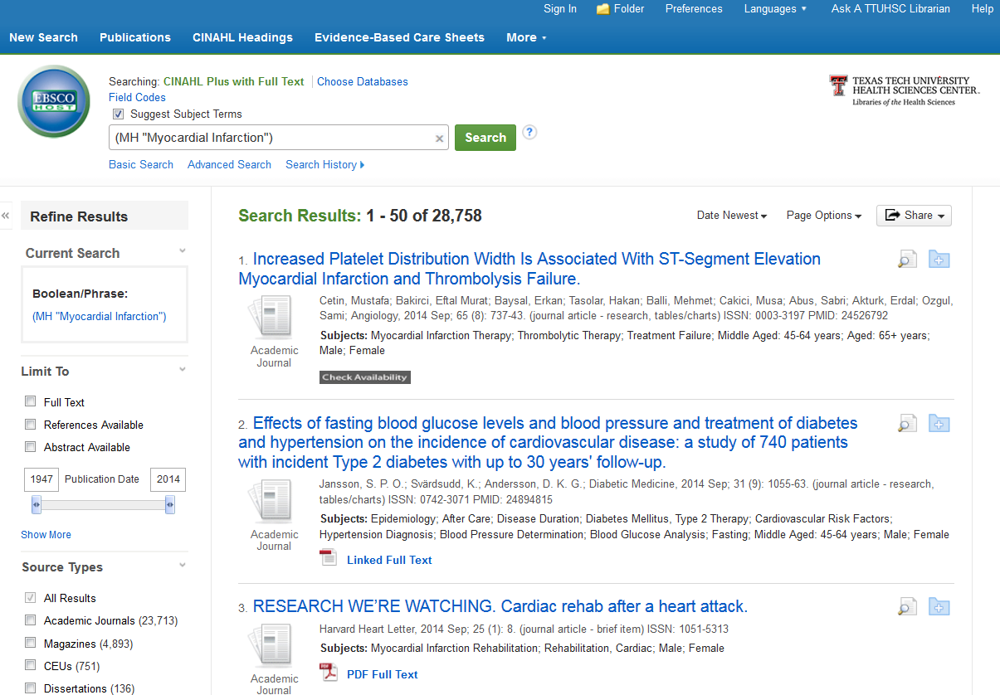 Sign In Folder Preferences Languages Ask A TTUHSC Librarian Help
New Search Publications CINAHL Headings Evidence-Based Care Sheets More
EBSCO
HOST
Searching: CINAHL Plus with Full Text Choose Databases
Field Codes
Suggest Subject Terms
(MH "Myocardial Infarction") × Search ?
Basic Search Advanced Search Search History
TEXAS TECH UNIVERSITY
HEALTH SCIENCES CENTER.
Libraries of the Health Sciences
«
Refine Results
Current Search
Boolean/Phrase:
(MH "Myocardial Infarction")
Limit To
Full Text
References Available
Abstract Available
1947 Publication Date 2014
Show More
Source Types
All Results
Academic Journals (23,713)
Magazines (4,893)
CEUs (751)
Dissertations (136)
Search Results: 1 - 50 of 28,758
Date Newest Page Options Share
1. Increased Platelet Distribution Width Is Associated With ST-Segment Elevation
Myocardial Infarction and Thrombolysis Failure.
Academic
Journal
Cetin, Mustafa; Bakirci, Eftal Murat; Baysal, Erkan; Tasolar, Hakan; Balli, Mehmet; Cakici, Musa; Abus, Sabri; Akturk, Erdal; Ozgul,
Sami; Angiology, 2014 Sep; 65 (8): 737-43. (journal article - research, tables/charts) ISSN: 0003-3197 PMID: 24526792
Subjects: Myocardial Infarction Therapy; Thrombolytic Therapy; Treatment Failure; Middle Aged: 45-64 years; Aged: 65+ years;
Male; Female
Check Availability
2. Effects of fasting blood glucose levels and blood pressure and treatment of diabetes
and hypertension on the incidence of cardiovascular disease: a study of 740 patients
with incident Type 2 diabetes with up to 30 years' follow-up.
Academic
Journal
Jansson, S. P. O.; Svärdsudd, K.; Andersson, D. K. G.; Diabetic Medicine, 2014 Sep; 31 (9): 1055-63. (journal article - research,
tables/charts) ISSN: 0742-3071 PMID: 24894815
Subjects: Epidemiology; After Care; Disease Duration; Diabetes Mellitus, Type 2 Therapy; Cardiovascular Risk Factors;
Hypertension Diagnosis; Blood Pressure Determination; Blood Glucose Analysis; Fasting; Middle Aged: 45-64 years; Male; Female
Linked Full Text
3. RESEARCH WE'RE WATCHING. Cardiac rehab after a heart attack.
Academic
Journal
Harvard Heart Letter, 2014 Sep; 25 (1): 8. (journal article - brief item) ISSN: 1051-5313
Subjects: Myocardial Infarction Rehabilitation; Rehabilitation, Cardiac; Male; Female
PDF PDF Full Text